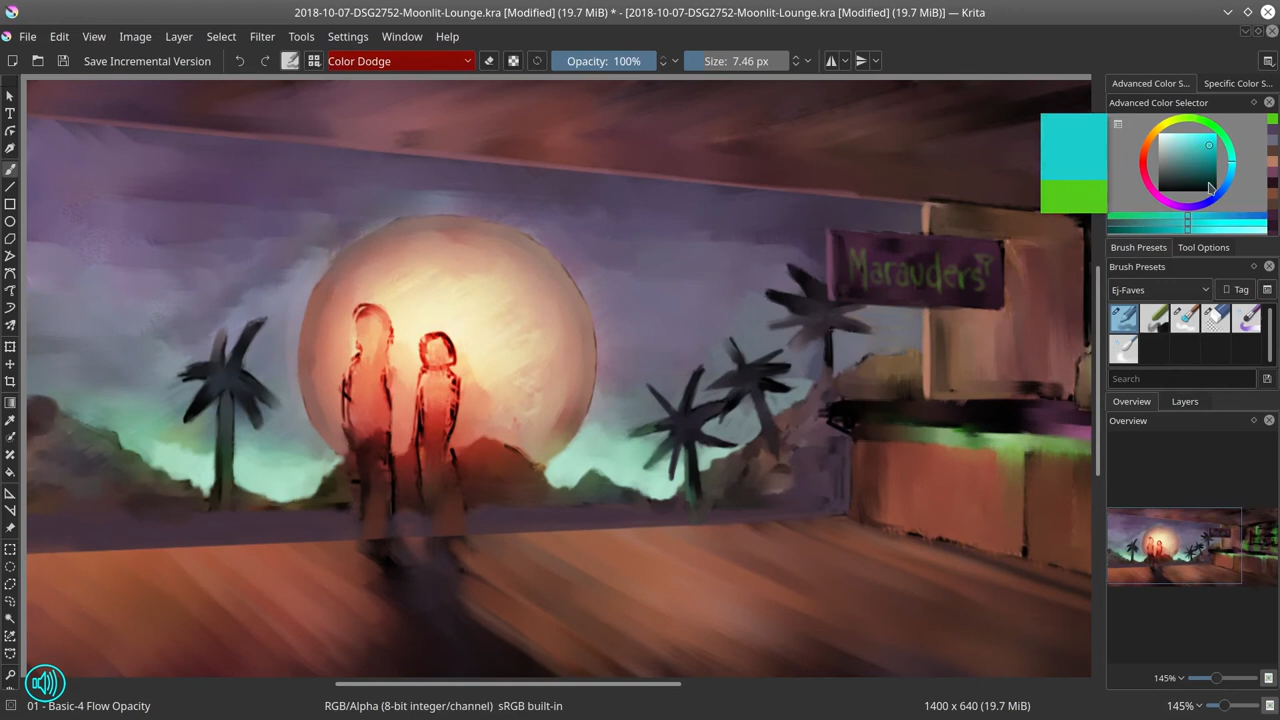 2018-10-07-DSG2752-Moonlit-Lounge.kra [Modified] (19.7 MiB) * - [2018-10-07-DSG2752-Moonlit-Lounge.kra [Modified] (19.7 MiB)] - Krita
File Edit View Image Layer Select Filter Tools Settings Window Help
Save Incremental Version Color Dodge Opacity: 100% Size: 7.46 px
Advanced Color S... Specific Color S...
Advanced Color Selector
Marauders
Brush Presets Tool Options
Brush Presets
Ej-Faves Tag
Search
Overview Layers
Overview
145%
01 - Basic-4 Flow Opacity RGB/Alpha (8-bit integer/channel) sRGB built-in 1400 x 640 (19.7 MiB) 145%